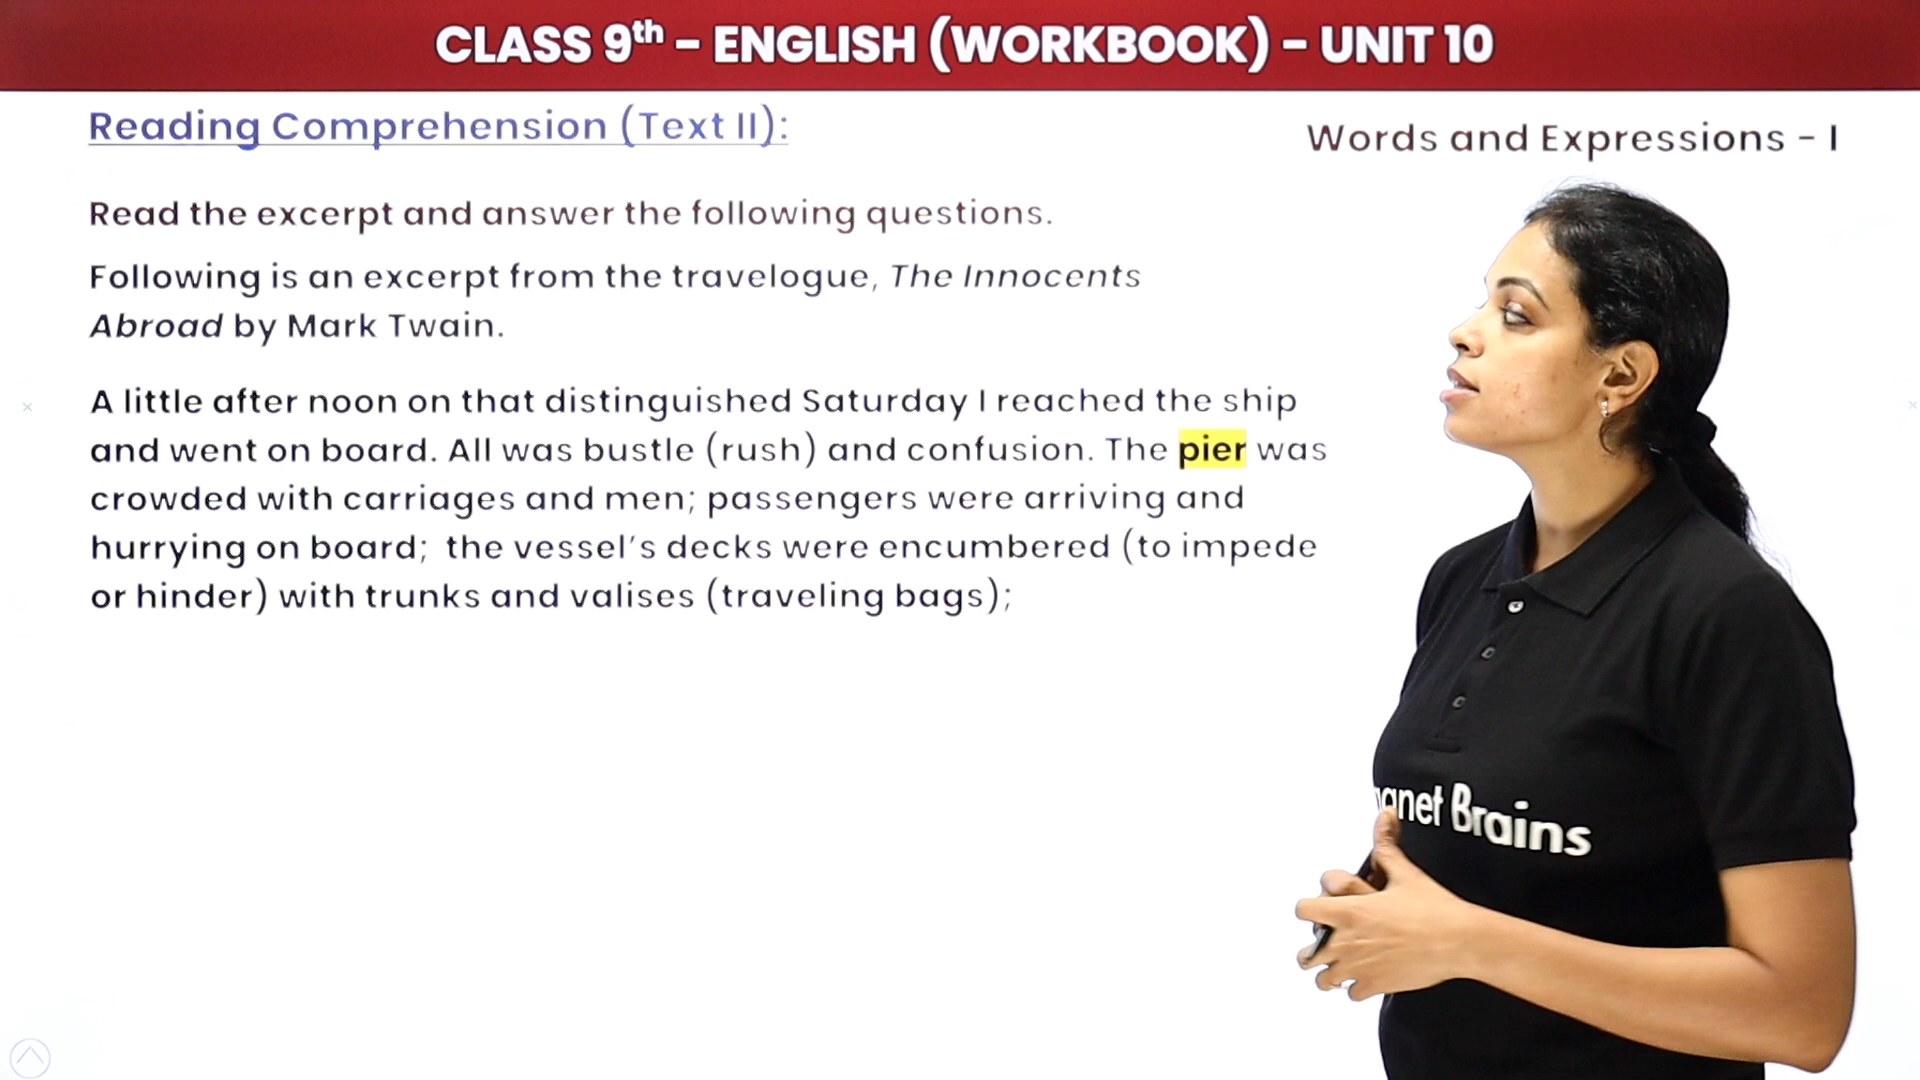 CLASS 9th - ENGLISH (WORKBOOK) - UNIT 10
Reading Comprehension (Text II):
Words and Expressions - I
Read the excerpt and answer the following questions.
Following is an excerpt from the travelogue, The Innocents
Abroad by Mark Twain.
A little after noon on that distinguished Saturday I reached the ship
and went on board. All was bustle (rush) and confusion. The pier was
crowded with carriages and men; passengers were arriving and
hurrying on board; the vessel's decks were encumbered (to impede
or hinder) with trunks and valises (traveling bags);
Brains